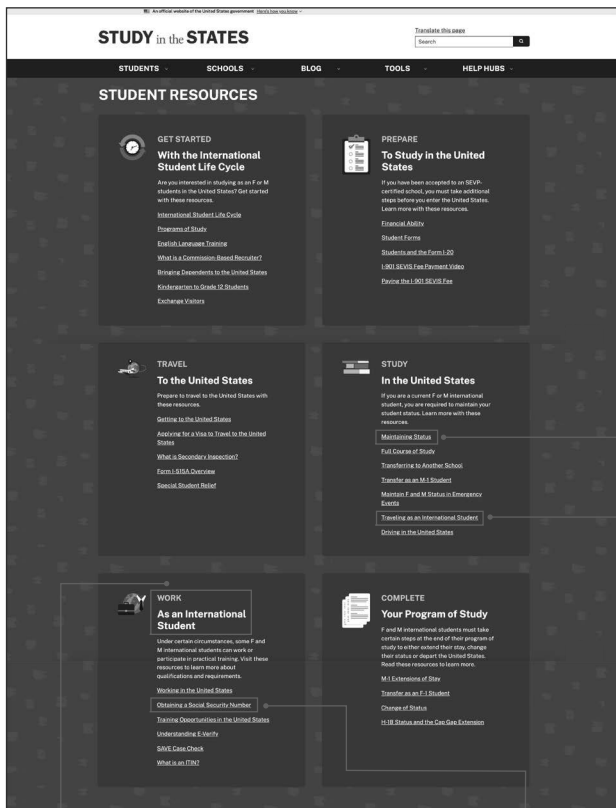 An official website of the United States government Here's how you know
STUDY in the STATES
Translate this page
Search
STUDENTS
SCHOOLS
BLOG
TOOLS
HELP HUBS
STUDENT RESOURCES
GET STARTED
With the International
Student Life Cycle
Are you interested in studying as an F or M
students in the United States? Get started
with these resources.
International Student Life Cycle
Programs of Study
English Language Training
What is a Commission-Based Recruiter?
Bringing Dependents to the United States
Kindergarten to Grade 12 Students
Exchange Visitors
PREPARE
To Study in the United
States
If you have been accepted to an SEVP-
certified school, you must take additional
steps before you enter the United States.
Learn more with these resources.
Financial Ability
Student Forms
Students and the Form I-20
I-901 SEVIS Fee Payment Video
Paying the I-901 SEVIS Fee
TRAVEL
To the United States
Prepare to travel to the United States with
these resources.
Getting to the United States
Applying for a Visa to Travel to the United
States
What is Secondary Inspection?
Form I-515A Overview
Special Student Relief
STUDY
In the United States
If you are a current F or M international
student, you are required to maintain your
student status. Learn more with these
resources.
Maintaining Status
Full Course of Study
Transferring to Another School
Transfer as an M-1 Student
Maintain F and M Status in Emergency
Events
Traveling as an International Student
Driving in the United States
WORK
As an International
Student
Under certain circumstances, some F and
M international students can work or
participate in practical training. Visit these
resources to learn more about
qualifications and requirements.
Working in the United States
Obtaining a Social Security Number
Training Opportunities in the United States
Understanding E-Verify
SAVE Case Check
What is an ITIN?
COMPLETE
Your Program of Study
F and M international students must take
certain steps at the end of their program of
study to either extend their stay, change
their status or depart the United States.
Read these resources to learn more.
M-1 Extensions of Stay
Transfer as an F-1 Student
Change of Status
H-1B Status and the Cap Gap Extension